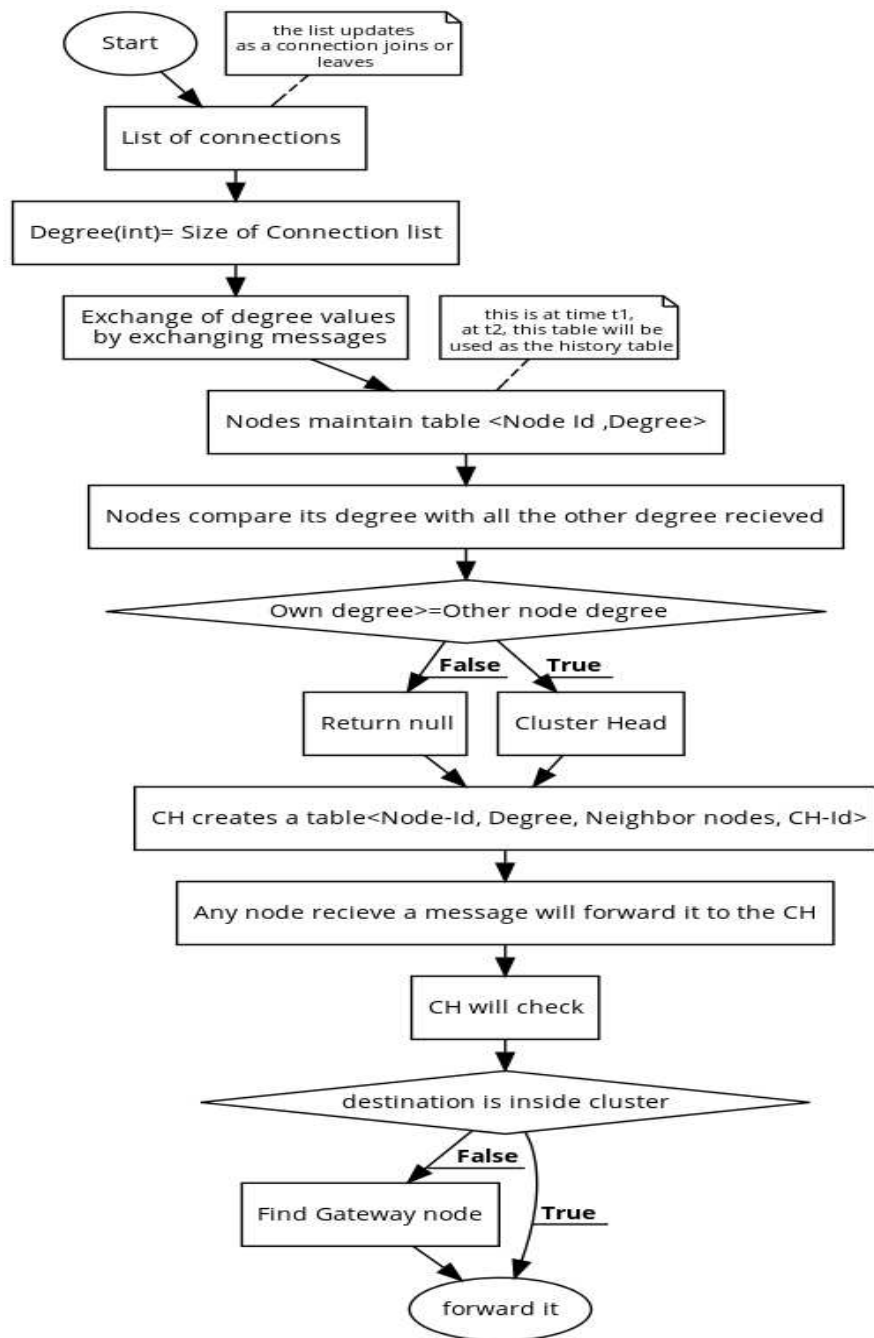 Start
the list updates
as a connection joins or
leaves
List of connections
Degree(int)= Size of Connection list
Exchange of degree values
by exchanging messages
this is at time t1,
at t2, this table will be
used as the history table
Nodes maintain table <Node Id ,Degree>
Nodes compare its degree with all the other degree recieved
Own degree>=Other node degree
False
True
Return null
Cluster Head
CH creates a table<Node-Id, Degree, Neighbor nodes, CH-Id>
Any node recieve a message will forward it to the CH
CH will check
destination is inside cluster
False
Find Gateway node
True
forward it